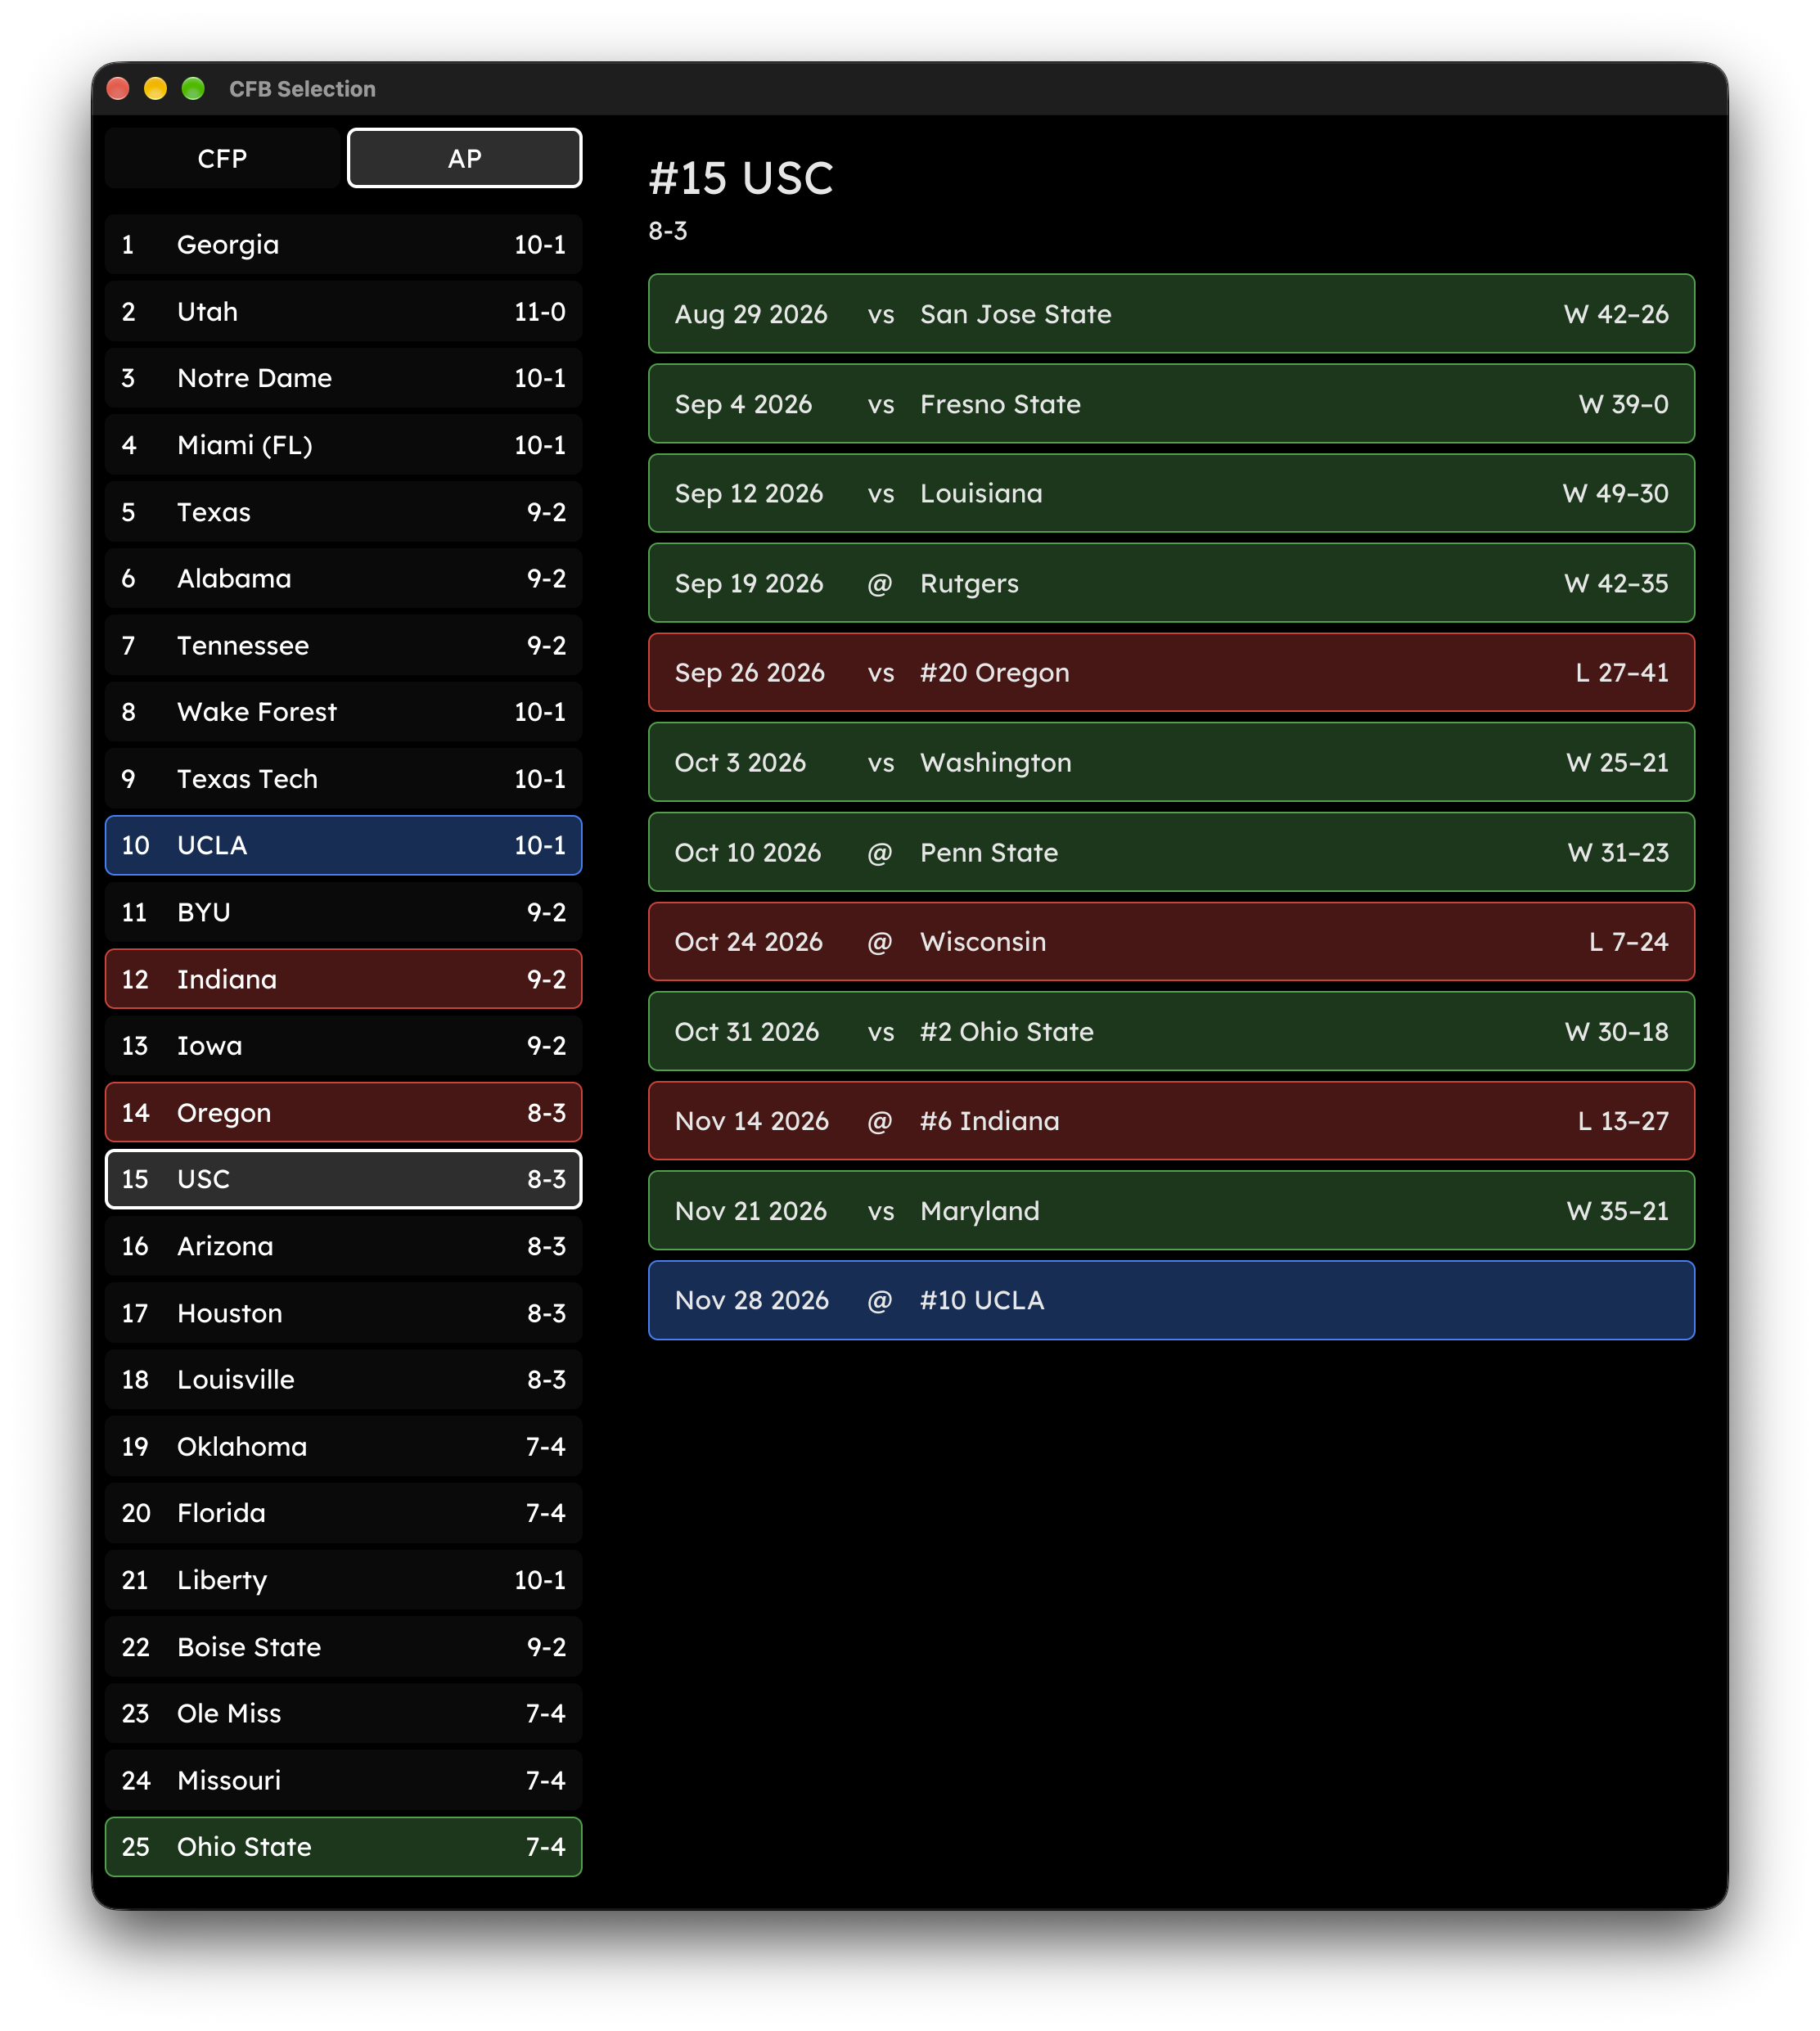 CFB Selection
CFP AP
1 Georgia 10-1
2 Utah 11-0
3 Notre Dame 10-1
4 Miami (FL) 10-1
5 Texas 9-2
6 Alabama 9-2
7 Tennessee 9-2
8 Wake Forest 10-1
9 Texas Tech 10-1
10 UCLA 10-1
11 BYU 9-2
12 Indiana 9-2
13 Iowa 9-2
14 Oregon 8-3
15 USC 8-3
16 Arizona 8-3
17 Houston 8-3
18 Louisville 8-3
19 Oklahoma 7-4
20 Florida 7-4
21 Liberty 10-1
22 Boise State 9-2
23 Ole Miss 7-4
24 Missouri 7-4
25 Ohio State 7-4
#15 USC
8-3
Aug 29 2026 vs San Jose State W 42–26
Sep 4 2026 vs Fresno State W 39–0
Sep 12 2026 vs Louisiana W 49–30
Sep 19 2026 @ Rutgers W 42–35
Sep 26 2026 vs #20 Oregon L 27–41
Oct 3 2026 vs Washington W 25–21
Oct 10 2026 @ Penn State W 31–23
Oct 24 2026 @ Wisconsin L 7–24
Oct 31 2026 vs #2 Ohio State W 30–18
Nov 14 2026 @ #6 Indiana L 13–27
Nov 21 2026 vs Maryland W 35–21
Nov 28 2026 @ #10 UCLA